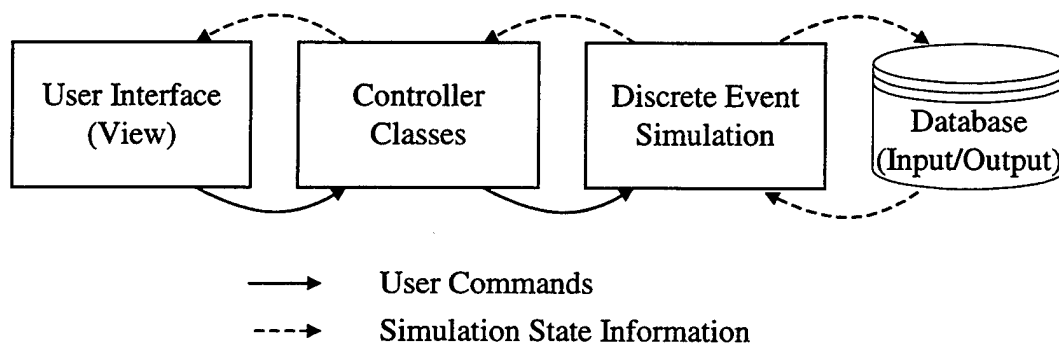 User Interface
(View)
Controller
Classes
Discrete Event
Simulation
Database
(Input/Output)
User Commands
Simulation State Information